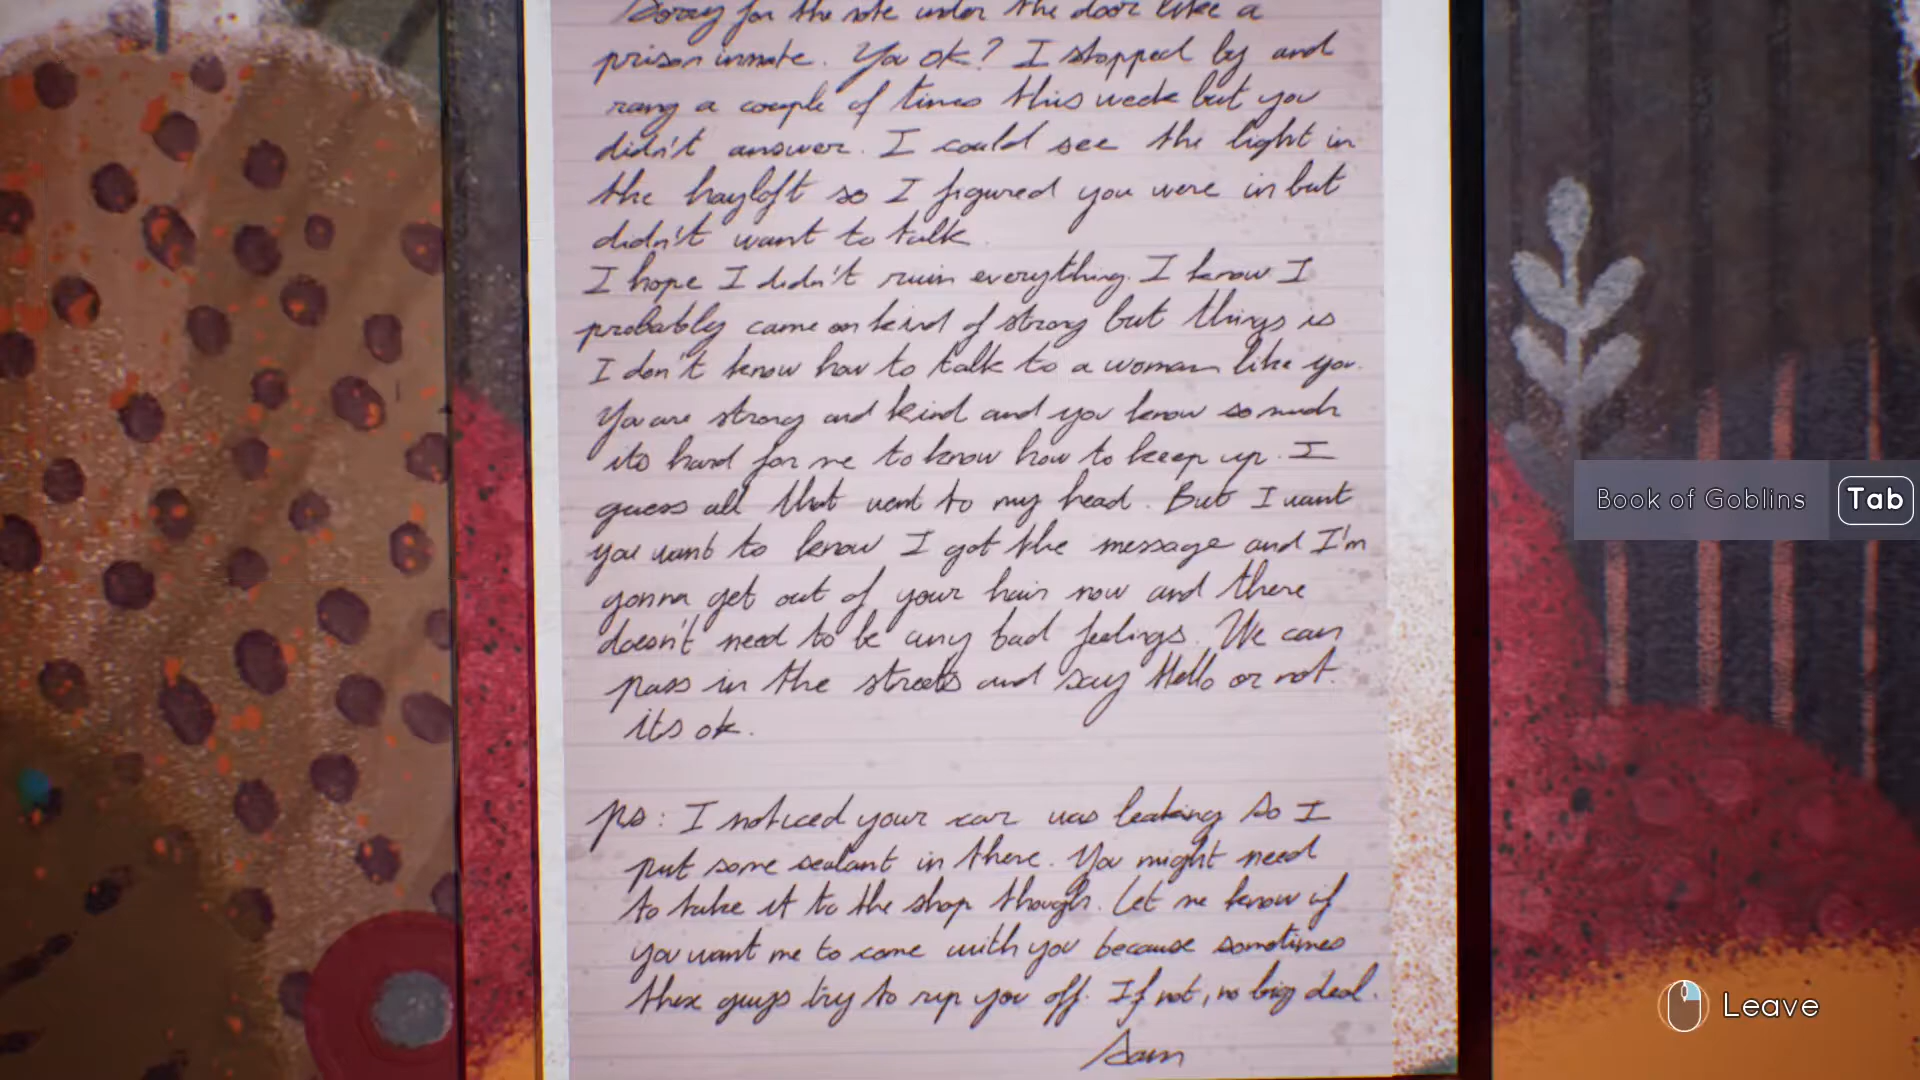 Sorry for the note under the door like a
prison inmate. You ok? I stopped by and
rang a couple of times this week but you
didn't answer. I could see the light in
the hayloft so I figured you were in but
didn't want to talk.
I hope I didn't ruin everything. I know I
probably came on kind of strong but things is
I don't know how to talk to a woman like you.
You are strong and kind and you know so much
its hard for me to know how to keep up. I
guess all that went to my head. But I want
you want to know I got the message and I'm
gonna get out of your hair now and there
doesn't need to be any bad feelings. We can
pass in the streets and say Hello or not.
its ok.
ps: I noticed your car was leaking so I
put some sealant in there. You might need
to take it to the shop though. Let me know if
you want me to come with you because sometimes
these guys try to rip you off. If not, no big deal.
Sam
Book of Goblins Tab
Leave